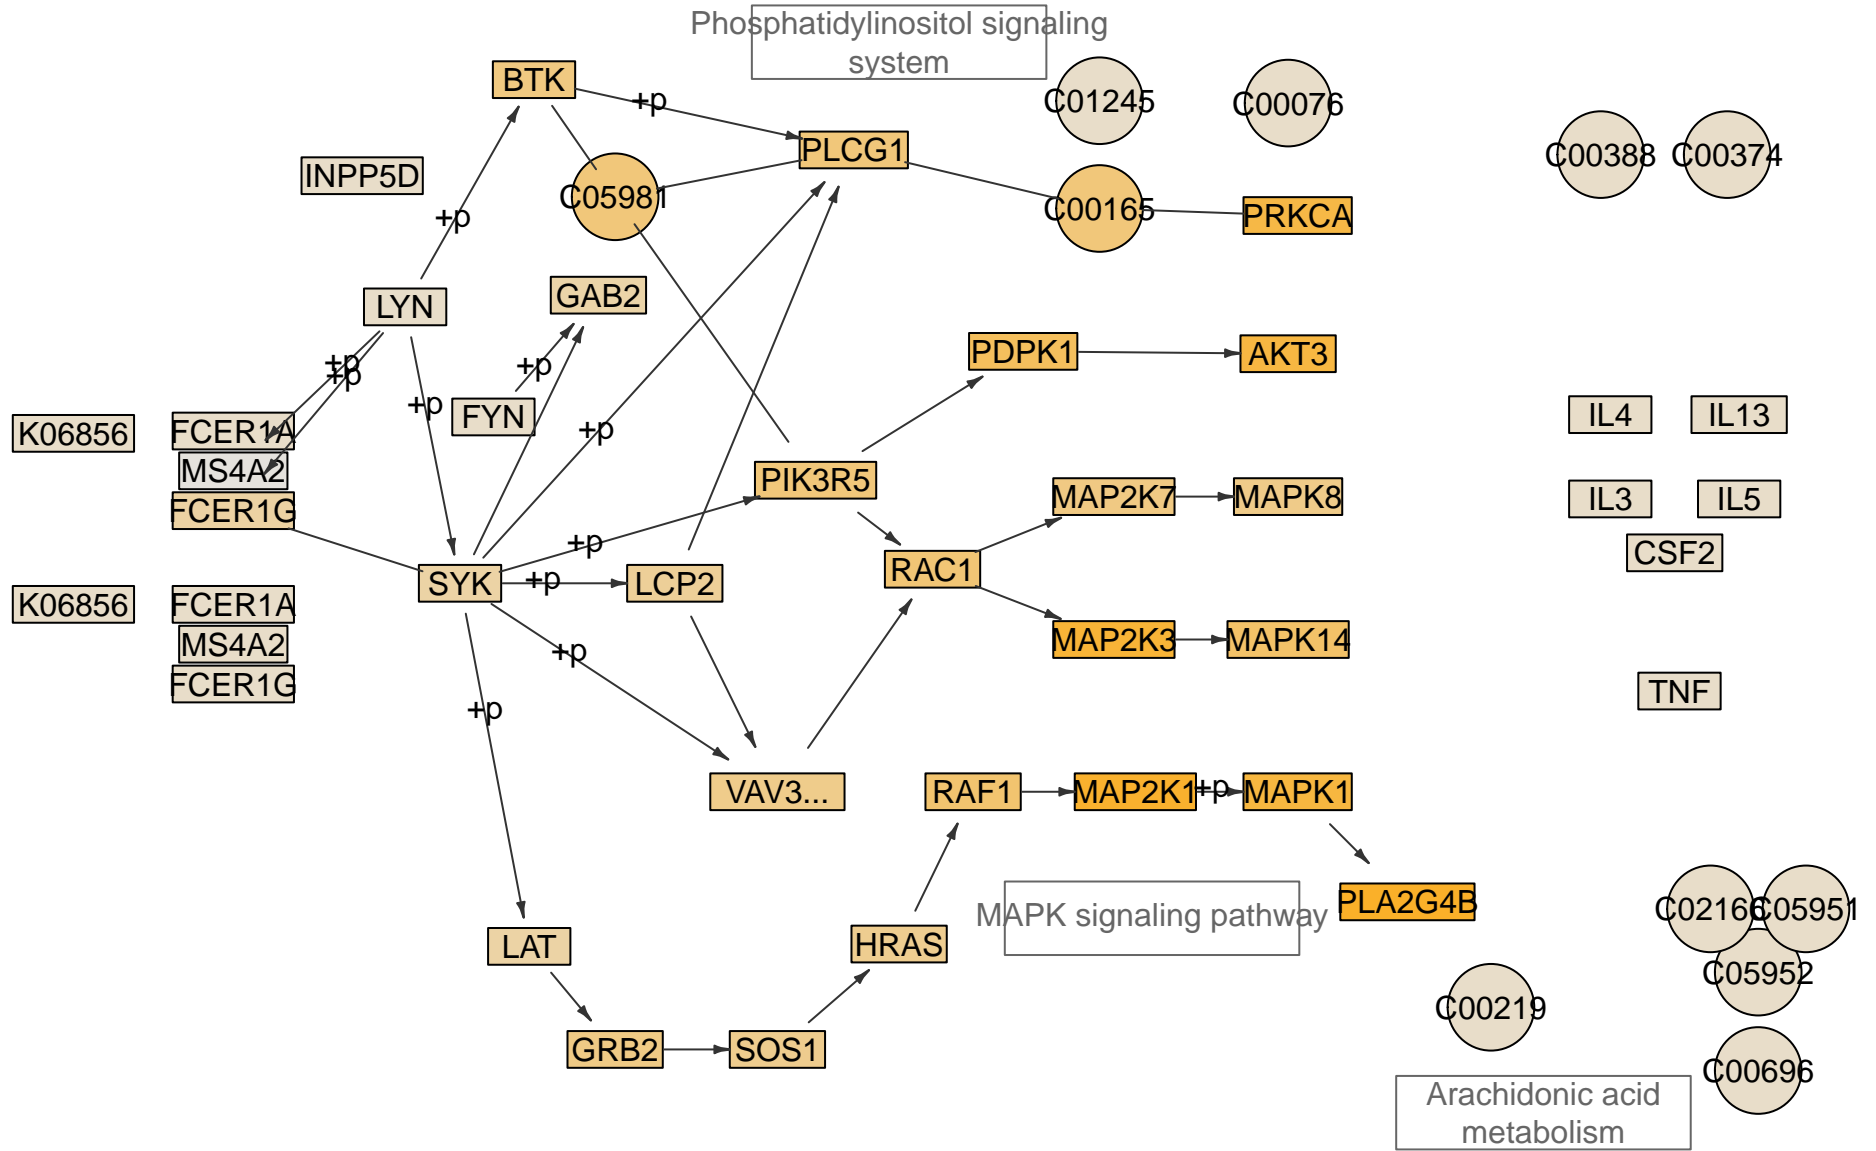 Phosphatidylinositol signaling
system
BTK
+p
C01245
C00076
PLCG1
C00388
C00374
INPP5D
C05981
C00165
PRKCA
+p
LYN
GAB2
+p
+p
+p
+p
PDPK1
AKT3
K06856
FCER1A
FYN
+p
IL4
IL13
MS4A2
PIK3R5
MAP2K7
MAPK8
IL3
IL5
FCER1G
+p
CSF2
SYK
+p
LCP2
RAC1
K06856
FCER1A
MS4A2
+p
MAP2K3
MAPK14
FCER1G
TNF
+p
VAV3...
RAF1
MAP2K1
+p
MAPK1
MAPK signaling pathway
PLA2G4B
C02166
C05951
LAT
HRAS
C05952
C00219
GRB2
SOS1
C00696
Arachidonic acid
metabolism